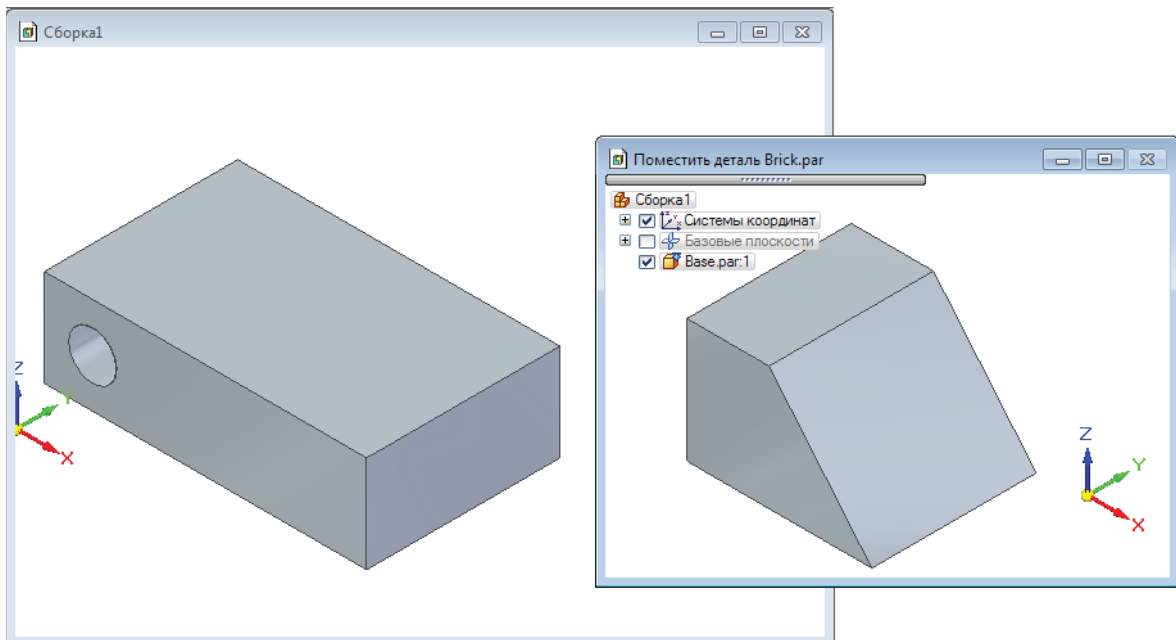 Сборка1
Z
Y
X
Поместить деталь Brick.par
Сборка1
Системы координат
Базовые плоскости
Base.par:1
Z
Y
X